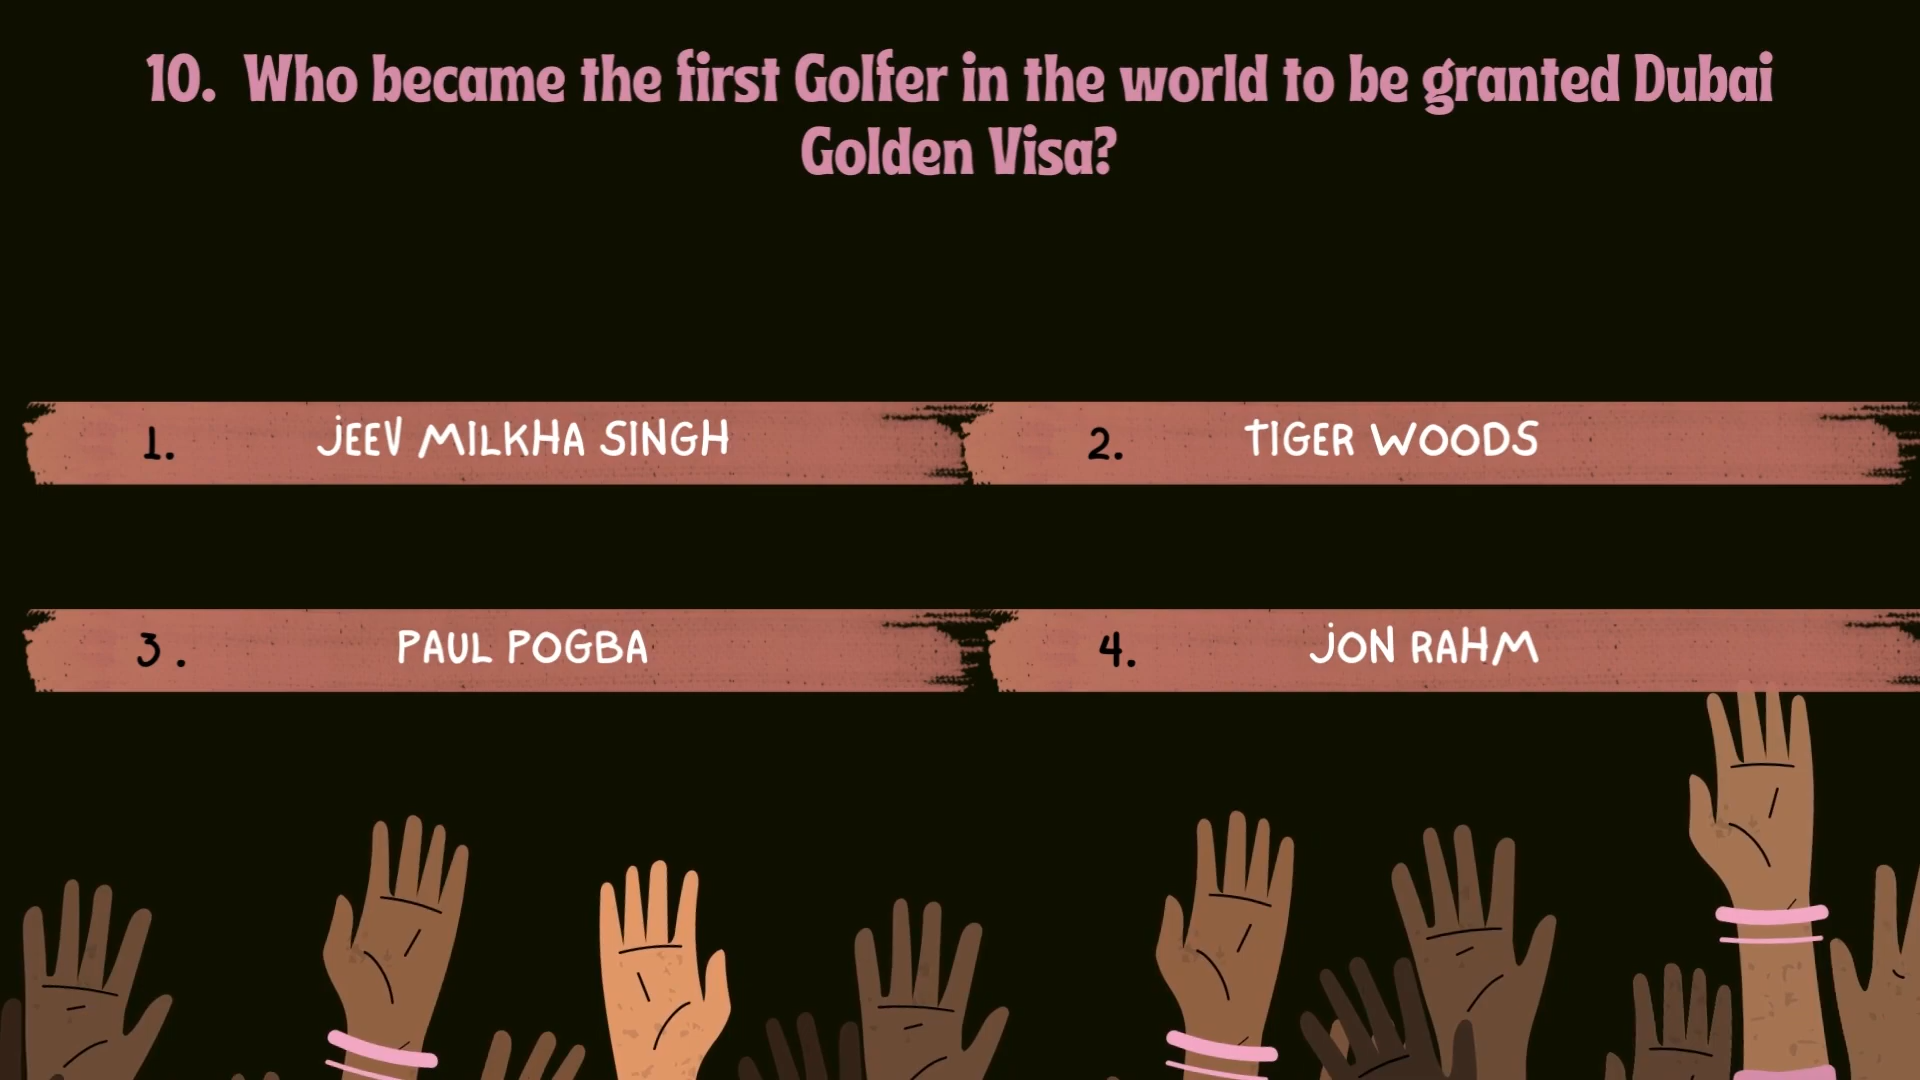 10. Who became the first Golfer in the world to be granted Dubai
Golden Visa?
1. JEEV MILKHA SINGH
2. TIGER WOODS
3. PAUL POGBA
4. JON RAHM